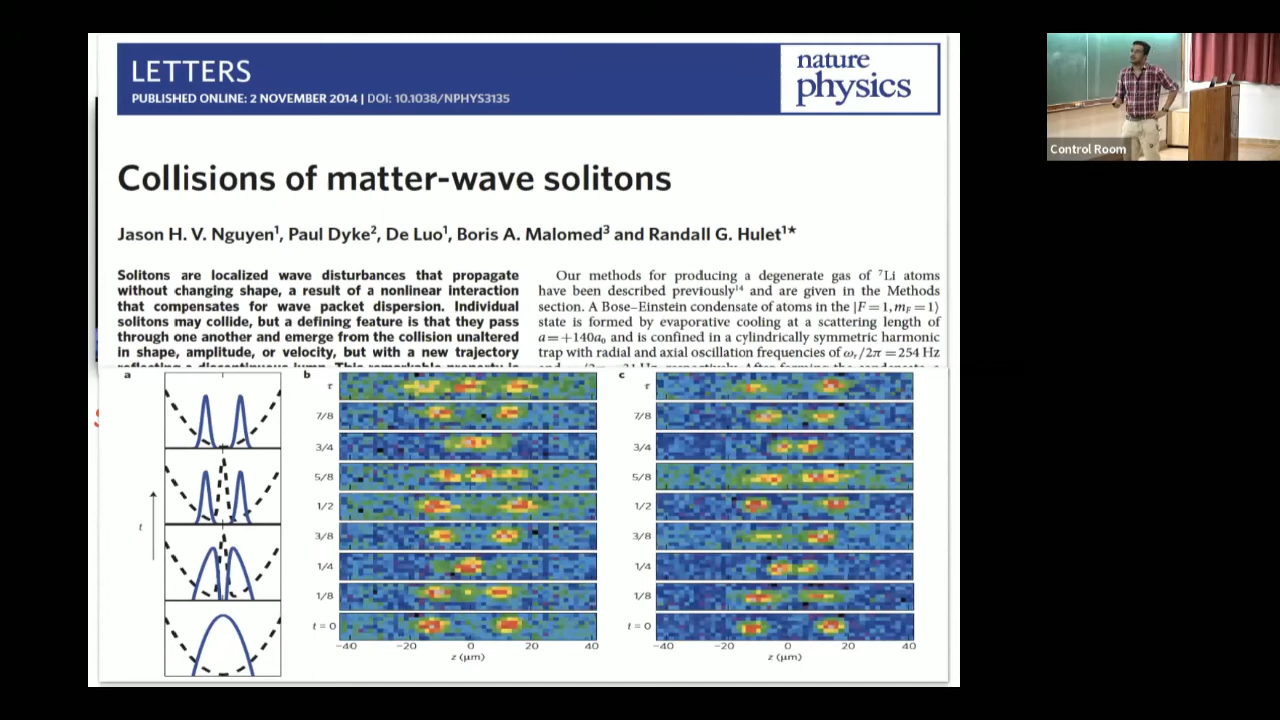 LETTERS
PUBLISHED ONLINE: 2 NOVEMBER 2014 | DOI: 10.1038/NPHYS3135
nature
physics
Collisions of matter-wave solitons
Jason H. V. Nguyen¹, Paul Dyke², De Luo¹, Boris A. Malomed³ and Randall G. Hulet¹*
Solitons are localized wave disturbances that propagate
without changing shape, a result of a nonlinear interaction
that compensates for wave packet dispersion. Individual
solitons may collide, but a defining feature is that they pass
through one another and emerge from the collision unaltered
in shape, amplitude, or velocity, but with a new trajectory
reflecting a discontinuous jump. This remarkable property is
Our methods for producing a degenerate gas of ⁷Li atoms
have been described previously¹⁴ and are given in the Methods
section. A Bose–Einstein condensate of atoms in the |F=1, mF=1⟩
state is formed by evaporative cooling at a scattering length of
a=+140a₀ and is confined in a cylindrically symmetric harmonic
trap with radial and axial oscillation frequencies of ωr/2π=254 Hz
a
t
b
τ
7/8
3/4
5/8
1/2
3/8
1/4
1/8
t = 0
−40 −20 0 20 40
z (μm)
c
τ
7/8
3/4
5/8
1/2
3/8
1/4
1/8
t = 0
−40 −20 0 20 40
z (μm)
Control Room